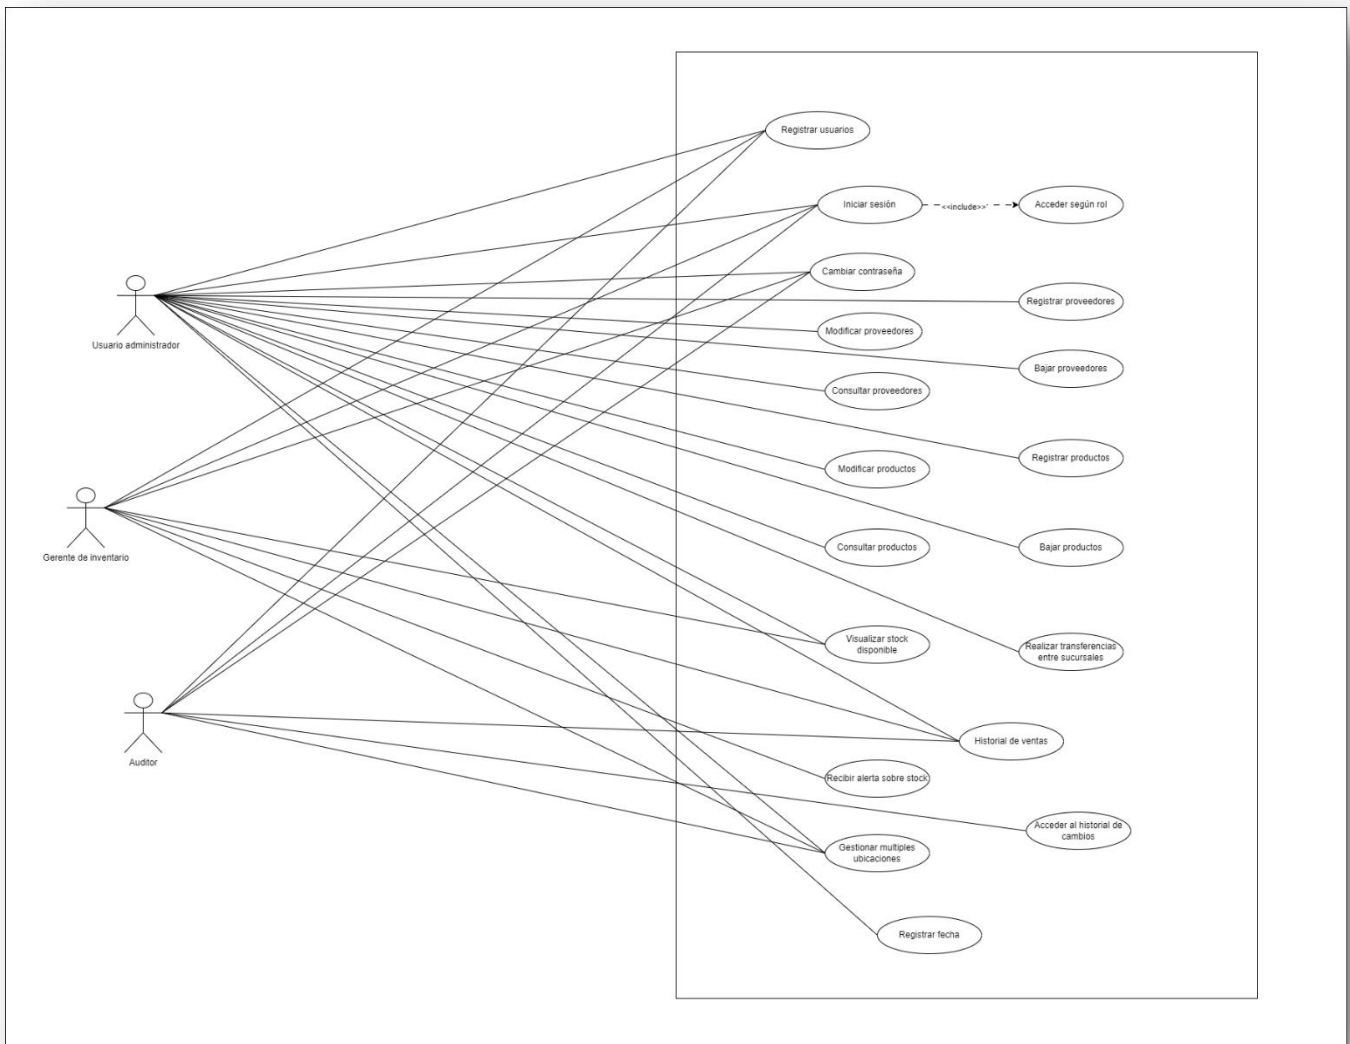 Registrar usuarios
Iniciar sesión
<<include>>'
Acceder según rol
Cambiar contraseña
Registrar proveedores
Modificar proveedores
Usuario administrador
Bajar proveedores
Consultar proveedores
Registrar productos
Modificar productos
Consultar productos
Bajar productos
Gerente de inventario
Visualizar stock
disponible
Realizar transferencias
entre sucursales
Historial de ventas
Auditor
Recibir alerta sobre stock
Acceder al historial de
cambios
Gestionar multiples
ubicaciones
Registrar fecha